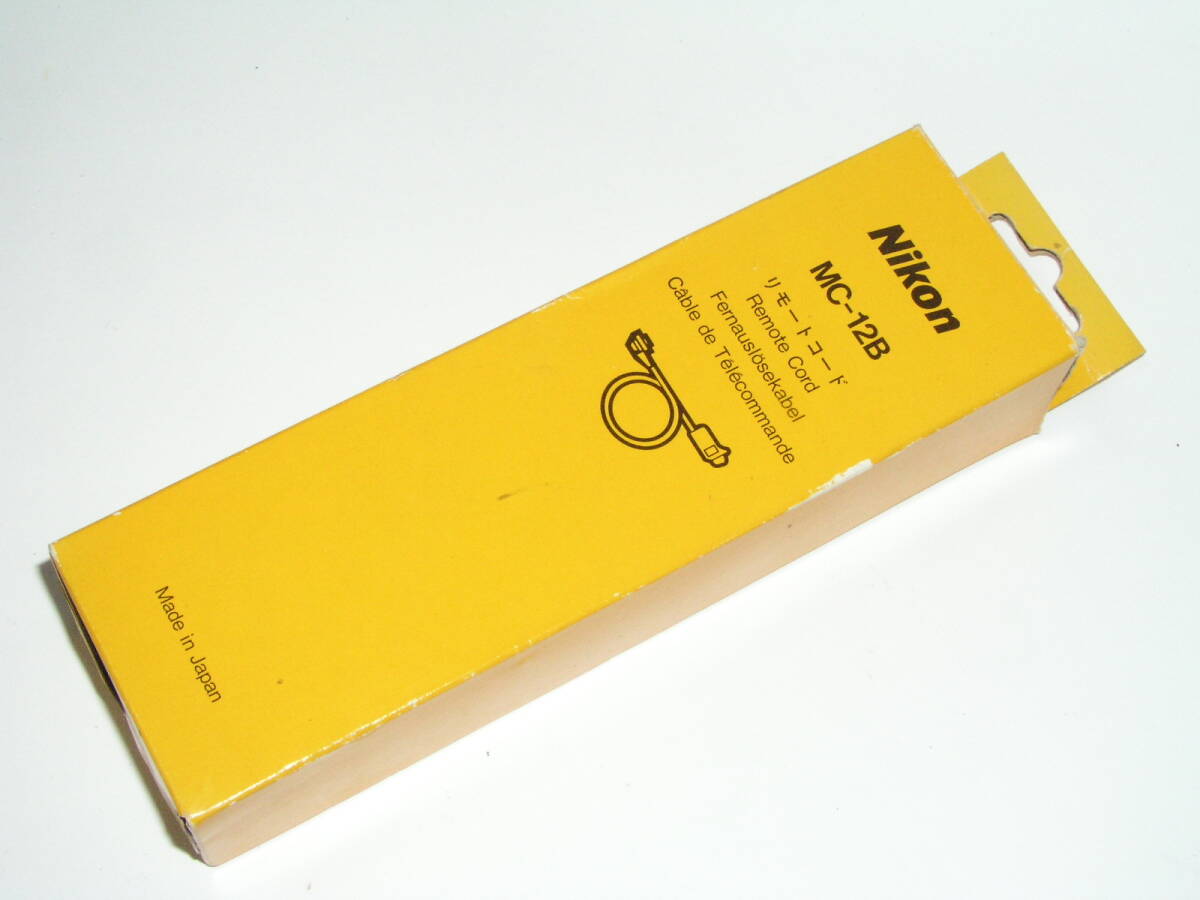 Nikon
MC-12B
リモートコード
Remote Cord
Fernauslösekabel
Câble de Télécommande
Made in Japan